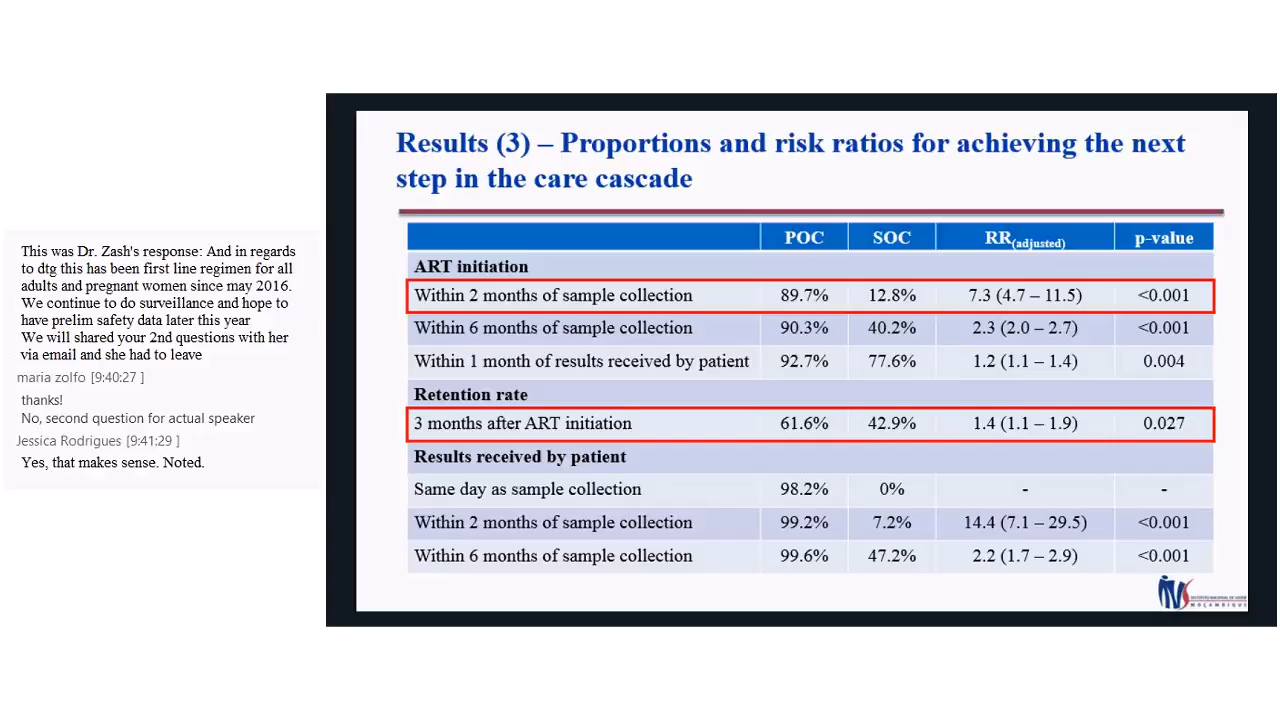 This was Dr. Zash's response: And in regards
to dtg this has been first line regimen for all
adults and pregnant women since may 2016.
We continue to do surveillance and hope to
have prelim safety data later this year
We will shared your 2nd questions with her
via email and she had to leave
maria zolfo [9:40:27 ]
thanks!
No, second question for actual speaker
Jessica Rodrigues [9:41:29 ]
Yes, that makes sense. Noted.
Results (3) – Proportions and risk ratios for achieving the next
step in the care cascade
POC SOC RR(adjusted) p-value
ART initiation
Within 2 months of sample collection 89.7% 12.8% 7.3 (4.7 – 11.5) <0.001
Within 6 months of sample collection 90.3% 40.2% 2.3 (2.0 – 2.7) <0.001
Within 1 month of results received by patient 92.7% 77.6% 1.2 (1.1 – 1.4) 0.004
Retention rate
3 months after ART initiation 61.6% 42.9% 1.4 (1.1 – 1.9) 0.027
Results received by patient
Same day as sample collection 98.2% 0% - -
Within 2 months of sample collection 99.2% 7.2% 14.4 (7.1 – 29.5) <0.001
Within 6 months of sample collection 99.6% 47.2% 2.2 (1.7 – 2.9) <0.001
INSTITUTO NACIONAL DE SAÚDE
MOÇAMBIQUE